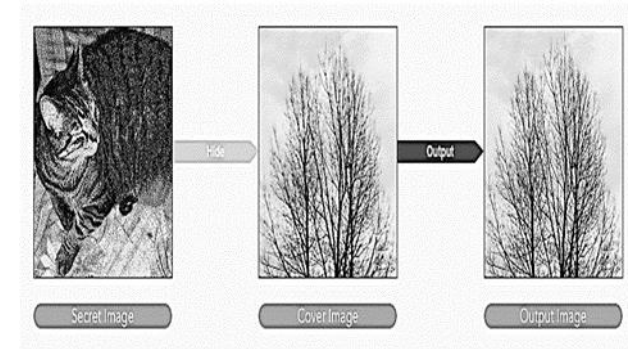 Hide
Output
Secret Image
Cover Image
Output Image